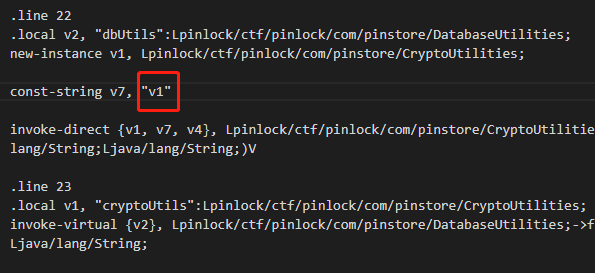 .line 22
.local v2, "dbUtils":Lpinlock/ctf/pinlock/com/pinstore/DatabaseUtilities;
new-instance v1, Lpinlock/ctf/pinlock/com/pinstore/CryptoUtilities;
const-string v7, "v1"
invoke-direct {v1, v7, v4}, Lpinlock/ctf/pinlock/com/pinstore/CryptoUtilitie
lang/String;Ljava/lang/String;)V
.line 23
.local v1, "cryptoUtils":Lpinlock/ctf/pinlock/com/pinstore/CryptoUtilities;
invoke-virtual {v2}, Lpinlock/ctf/pinlock/com/pinstore/DatabaseUtilities;->f
Ljava/lang/String;